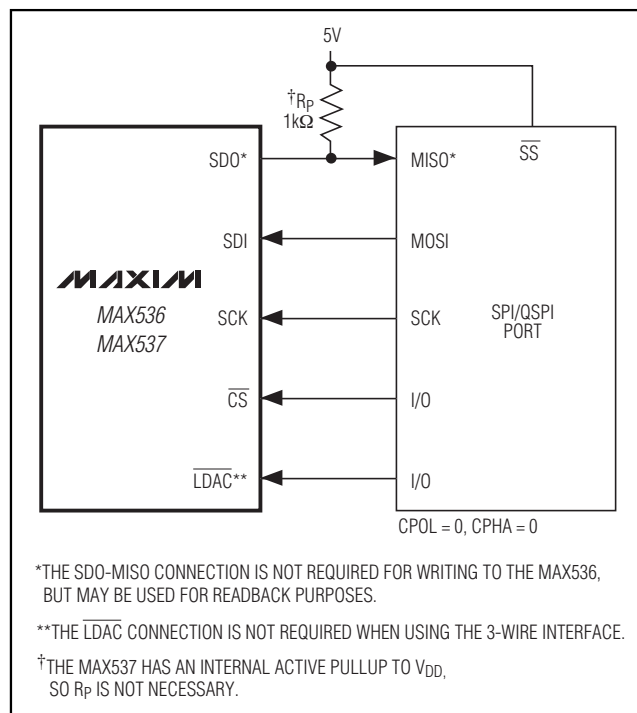 5V
†RP
1kΩ
SDO*
MISO*
SS
SDI
MOSI
MAXIM
MAX536
MAX537
SCK
SCK
SPI/QSPI
PORT
CS
I/O
LDAC**
I/O
CPOL = 0, CPHA = 0
*THE SDO-MISO CONNECTION IS NOT REQUIRED FOR WRITING TO THE MAX536,
BUT MAY BE USED FOR READBACK PURPOSES.
**THE LDAC CONNECTION IS NOT REQUIRED WHEN USING THE 3-WIRE INTERFACE.
†THE MAX537 HAS AN INTERNAL ACTIVE PULLUP TO VDD,
SO RP IS NOT NECESSARY.